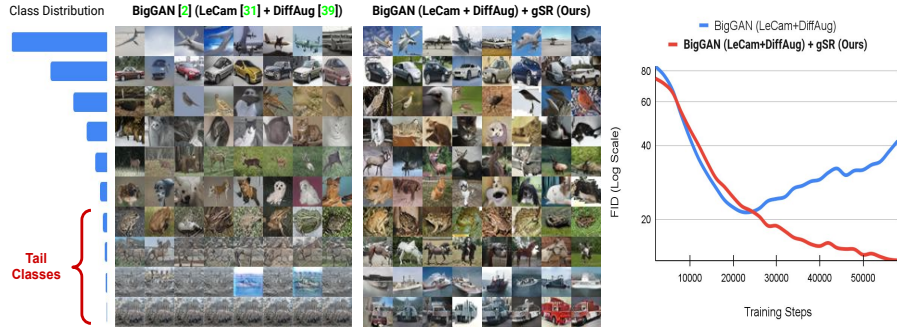 Class Distribution
BigGAN [2] (LeCam [31] + DiffAug [39])
BigGAN (LeCam + DiffAug) + gSR (Ours)
Tail
Classes
BigGAN (LeCam+DiffAug)
BigGAN (LeCam+DiffAug) + gSR (Ours)
FID (Log Scale)
80
60
40
20
10000
20000
30000
40000
50000
Training Steps